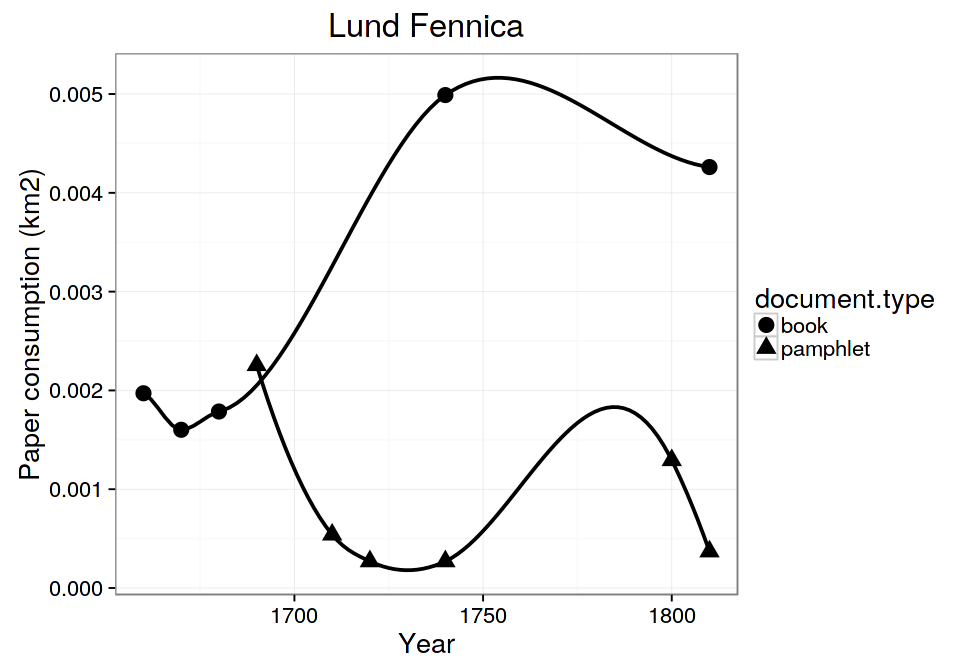 Lund Fennica
Paper consumption (km2)
0.005
0.004
0.003
0.002
0.001
0.000
1700 1750 1800
Year
document.type
book
pamphlet